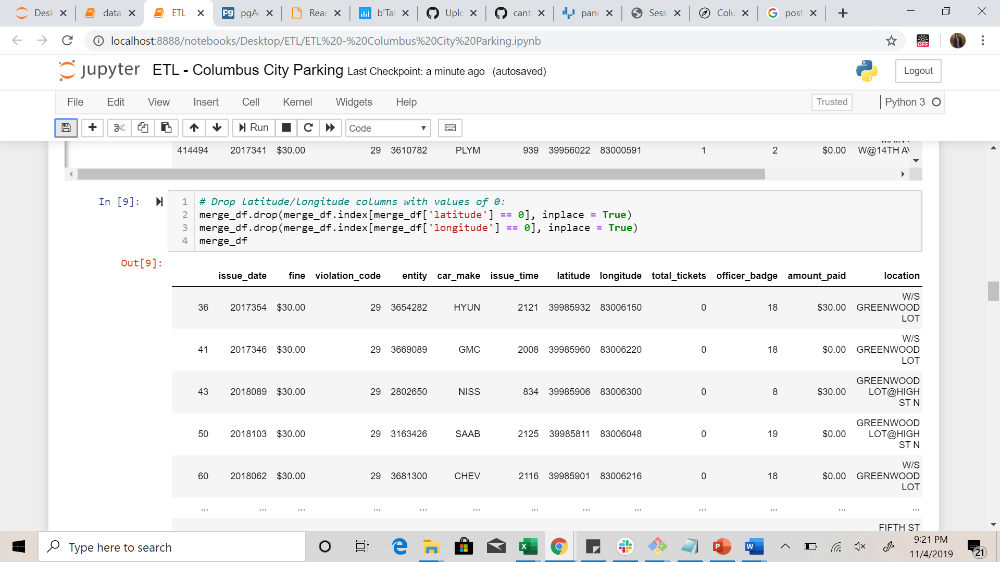 Desk
data
ETL -
pgA
Reac
b'Tal
Uplo
cant
pand
Sess
Colu
post
localhost:8888/notebooks/Desktop/ETL/ETL%20-%20Columbus%20City%20Parking.ipynb
OFF
jupyter ETL - Columbus City Parking Last Checkpoint: a minute ago (autosaved)
Logout
File Edit View Insert Cell Kernel Widgets Help
Trusted Python 3
Run Code
414494 2017341 $30.00 29 3610782 PLYM 939 39956022 83000591 1 2 $0.00 W@14TH AV
In [9]:
1 # Drop latitude/longitude columns with values of 0:
2 merge_df.drop(merge_df.index[merge_df['latitude'] == 0], inplace = True)
3 merge_df.drop(merge_df.index[merge_df['longitude'] == 0], inplace = True)
4 merge_df
Out[9]:
issue_date fine violation_code entity car_make issue_time latitude longitude total_tickets officer_badge amount_paid location
36 2017354 $30.00 29 3654282 HYUN 2121 39985932 83006150 0 18 $30.00 W/S
GREENWOOD
LOT
41 2017346 $30.00 29 3669089 GMC 2008 39985960 83006220 0 18 $0.00 W/S
GREENWOOD
LOT
43 2018089 $30.00 29 2802650 NISS 834 39985906 83006300 0 8 $30.00 GREENWOOD
LOT@HIGH
ST N
50 2018103 $30.00 29 3163426 SAAB 2125 39985811 83006048 0 19 $0.00 GREENWOOD
LOT@HIGH
ST N
60 2018062 $30.00 29 3681300 CHEV 2116 39985901 83006216 0 18 $0.00 W/S
GREENWOOD
LOT
... ... ... ... ... ... ... ... ... ... ... ... ...
FIFTH ST
Type here to search
9:21 PM
11/4/2019
21